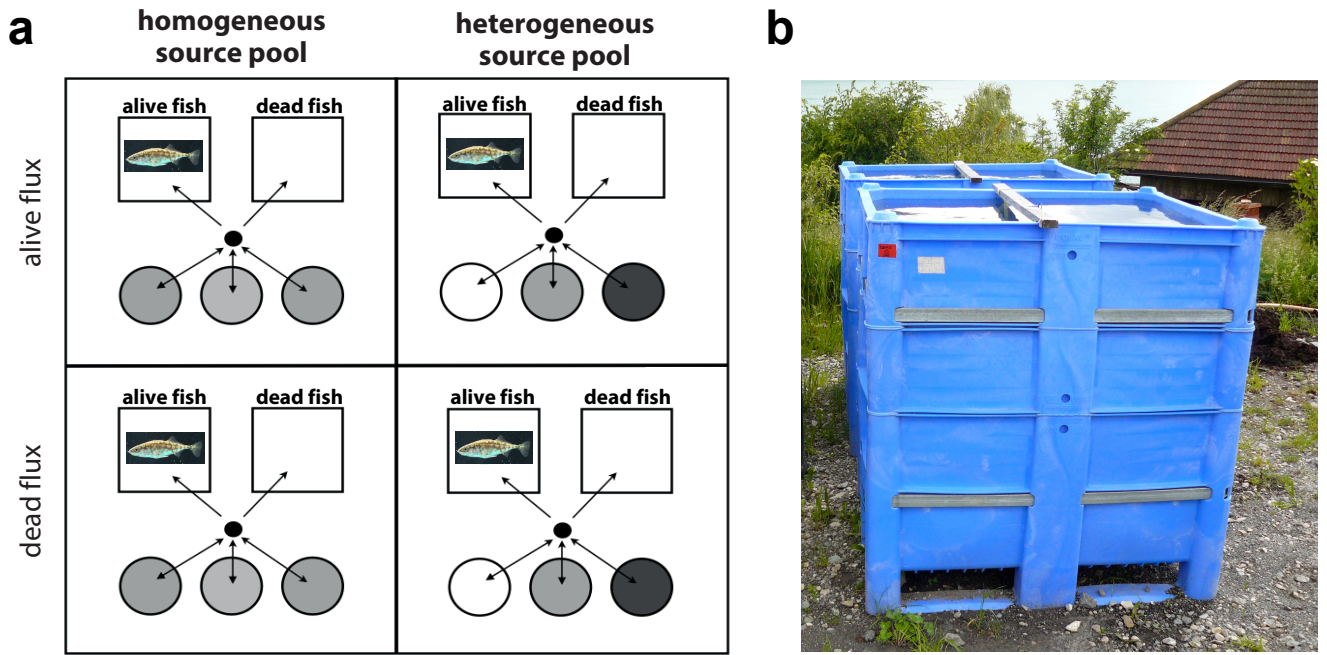 a
homogeneous
source pool
heterogeneous
source pool
b
alive flux
alive fish
dead fish
alive fish
dead fish
dead flux
alive fish
dead fish
alive fish
dead fish